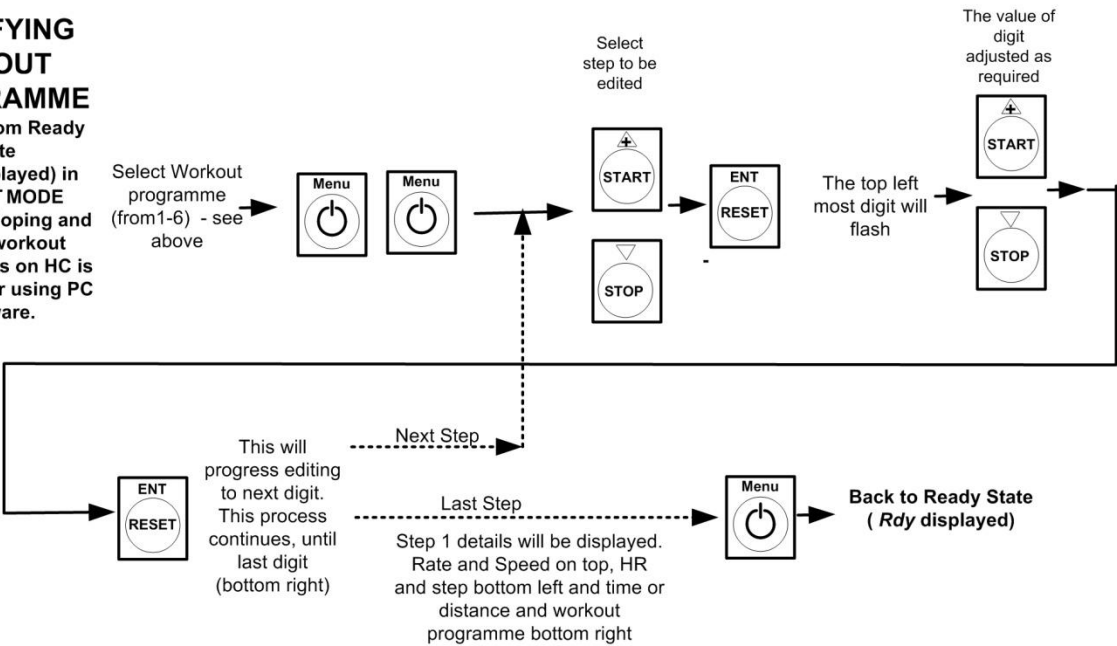 FYING
OUT
RAMME
om Ready
te
layed) in
T MODE
oping and
workout
s on HC is
r using PC
are.
Select Workout
programme
(from1-6) - see
above
Menu
Menu
Select
step to be
edited
+
START
STOP
ENT
RESET
-
The top left
most digit will
flash
The value of
digit
adjusted as
required
+
START
STOP
ENT
RESET
This will
progress editing
to next digit.
This process
continues, until
last digit
(bottom right)
Next Step
Last Step
Step 1 details will be displayed.
Rate and Speed on top, HR
and step bottom left and time or
distance and workout
programme bottom right
Menu
Back to Ready State
( Rdy displayed)